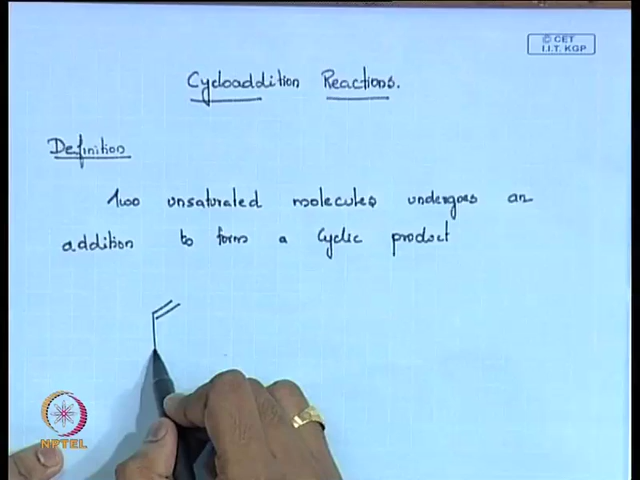 © CET
I.I.T. KGP
Cycloaddition Reactions.
Definition
Two unsaturated molecules undergoes an
addition to form a Cyclic product
NPTEL